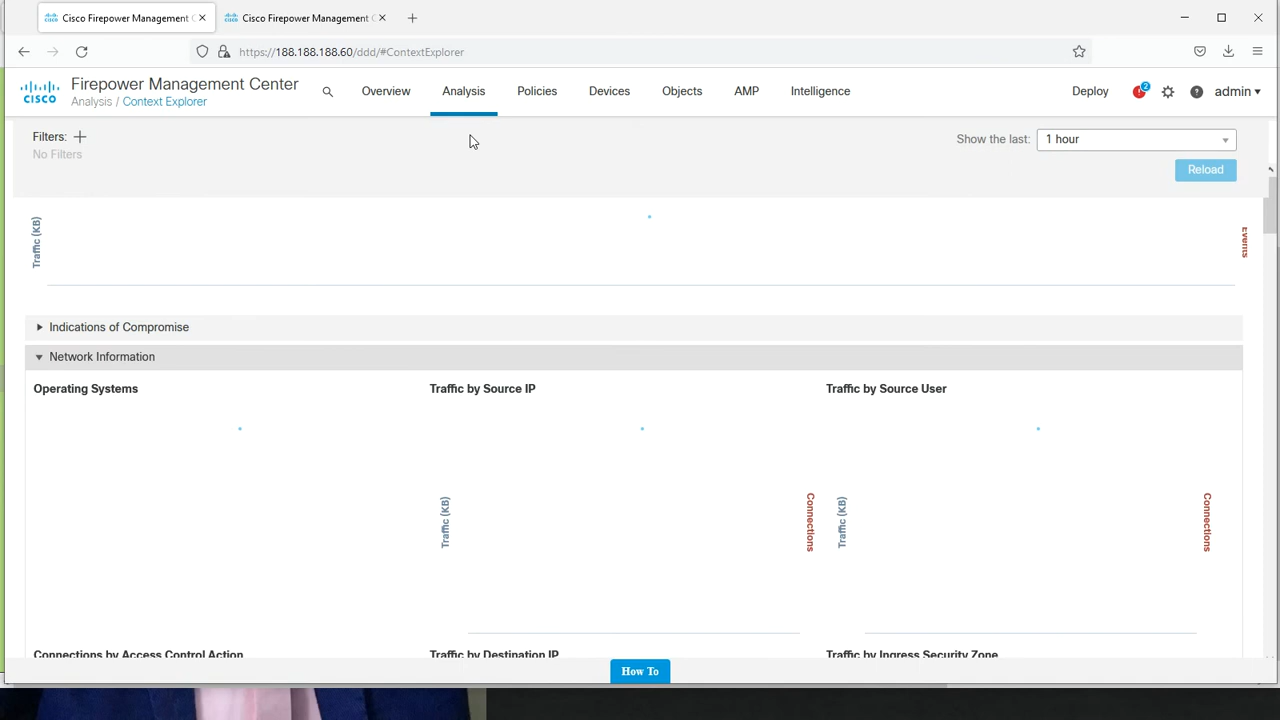 Cisco Firepower Management C
Cisco Firepower Management C
https://188.188.188.60/ddd/#ContextExplorer
CISCO
Firepower Management Center
Analysis / Context Explorer
Overview
Analysis
Policies
Devices
Objects
AMP
Intelligence
Deploy
2
admin
Filters:
No Filters
Show the last:
1 hour
Reload
Traffic (KB)
Events
Indications of Compromise
Network Information
Operating Systems
Traffic by Source IP
Traffic by Source User
Traffic (KB)
Connections
Traffic (KB)
Connections
Connections by Access Control Action
Traffic by Destination IP
Traffic by Ingress Security Zone
How To